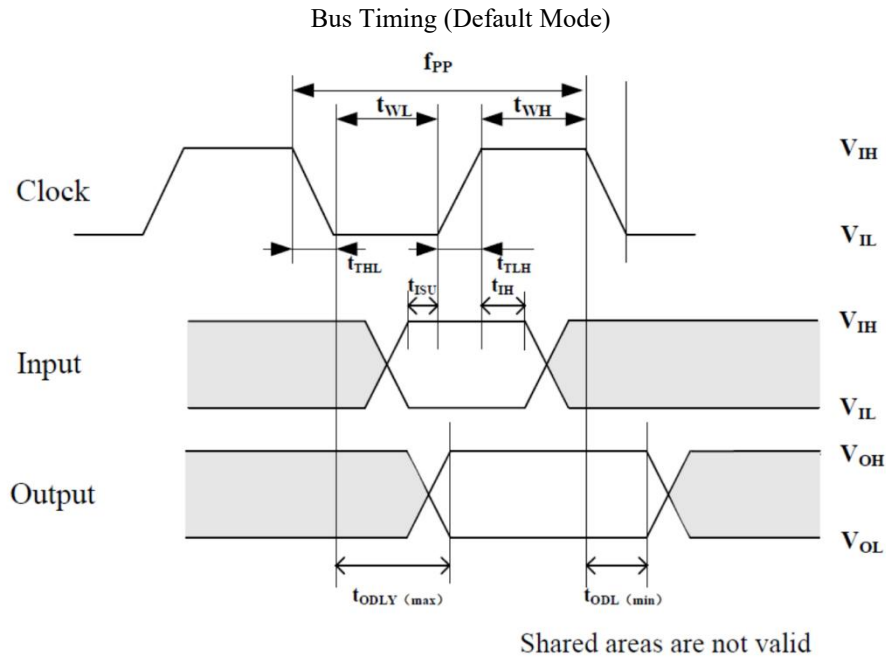 Bus Timing (Default Mode)
fPP
tWL
tWH
VIH
Clock
VIL
tTHL
tTLH
tISU
tIH
VIH
Input
VIL
VOH
Output
VOL
tODLY (max)
tODL (min)
Shared areas are not valid